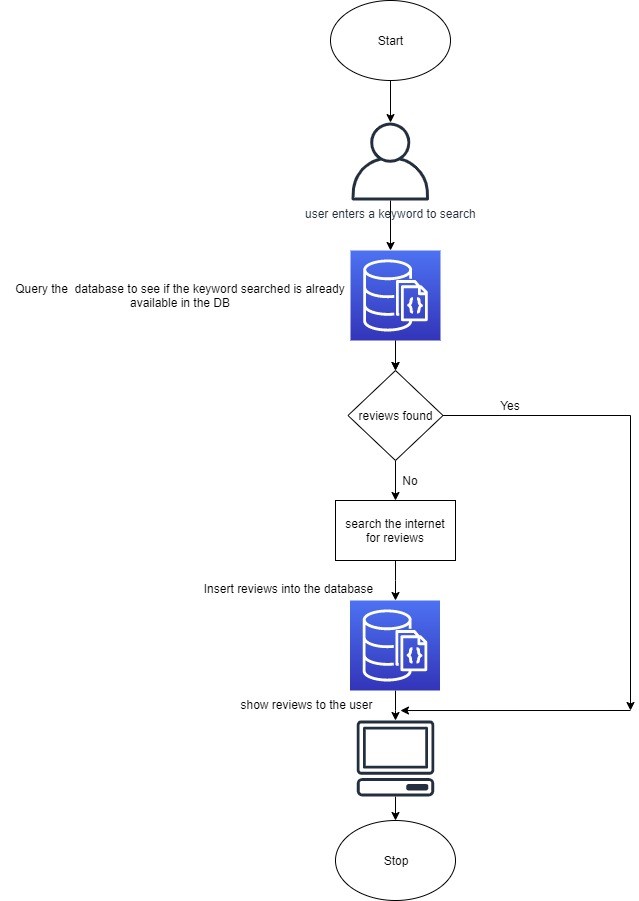 Start
user enters a keyword to search
Query the  database to see if the keyword searched is already
available in the DB
{}
reviews found
Yes
No
search the internet
for reviews
Insert reviews into the database
{}
show reviews to the user
Stop